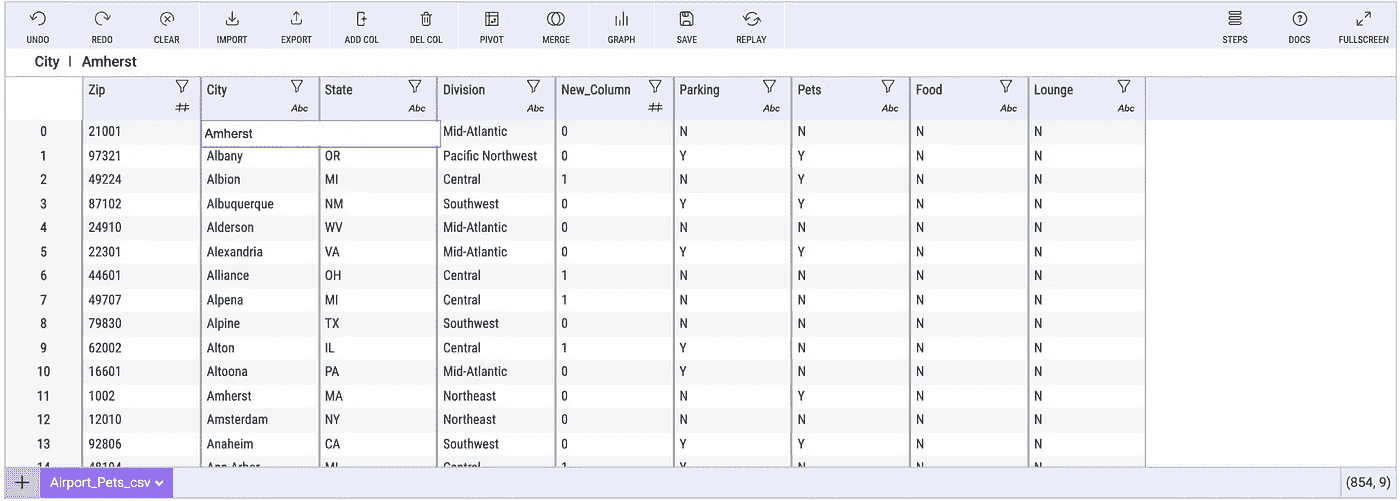 UNDO REDO CLEAR IMPORT EXPORT ADD COL DEL COL PIVOT MERGE GRAPH SAVE REPLAY STEPS DOCS FULLSCREEN
City | Amherst
Zip City State Division New_Column Parking Pets Food Lounge
## Abc Abc Abc ## Abc Abc Abc Abc
0 21001 Amherst Mid-Atlantic 0 N N N N
1 97321 Albany OR Pacific Northwest 0 Y Y N N
2 49224 Albion MI Central 1 N Y N N
3 87102 Albuquerque NM Southwest 0 Y Y N N
4 24910 Alderson WV Mid-Atlantic 0 N N N N
5 22301 Alexandria VA Mid-Atlantic 0 Y Y N N
6 44601 Alliance OH Central 1 N N N N
7 49707 Alpena MI Central 1 N N N N
8 79830 Alpine TX Southwest 0 N N N N
9 62002 Alton IL Central 1 Y N N N
10 16601 Altoona PA Mid-Atlantic 0 Y N N N
11 1002 Amherst MA Northeast 0 N Y N N
12 12010 Amsterdam NY Northeast 0 N N N N
13 92806 Anaheim CA Southwest 0 Y Y N N
14 48104 Ann Arbor MI Central 1 Y N N N
+ Airport_Pets_csv (854, 9)